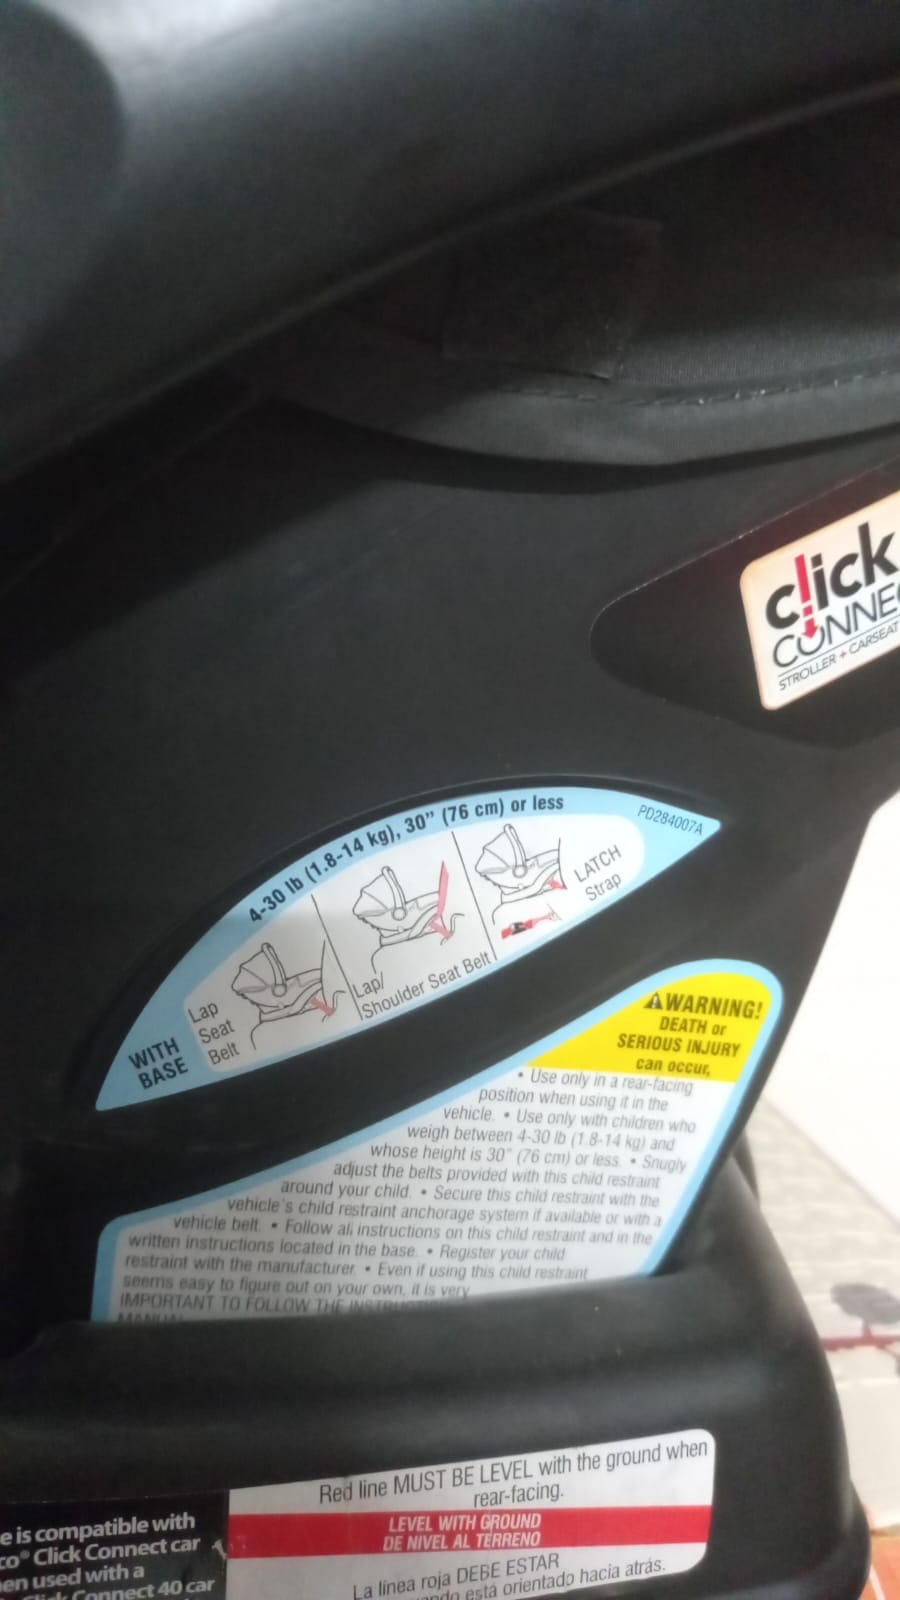 click
STROLLER + CARSEAT
4-30 lb (1.8-14 kg), 30" (76 cm) or less
PD284007A
WITH
BASE
Lap
Seat
Belt
Lap/
Shoulder Seat Belt
LATCH
Strap
WARNING!
DEATH or
SERIOUS INJURY
can occur,
• Use only in a rear-facing
position when using it in the
vehicle. • Use only with children who
weigh between 4-30 lb (1.8-14 kg) and
whose height is 30" (76 cm) or less. • Snugly
adjust the belts provided with this child restraint
around your child. • Secure this child restraint with the
vehicle's child restraint anchorage system if available or with a
vehicle belt. • Follow all instructions on this child restraint and in the
written instructions located in the base. • Register your child
restraint with the manufacturer. • Even if using this child restraint
seems easy to figure out on your own, it is very
IMPORTANT TO FOLLOW THE
Red line MUST BE LEVEL with the ground when
rear-facing.
LEVEL WITH GROUND
DE NIVEL AL TERRENO
La línea roja DEBE ESTAR
está orientado hacia atrás.
is compatible with
Click Connect car
used with a
Connect 40 car